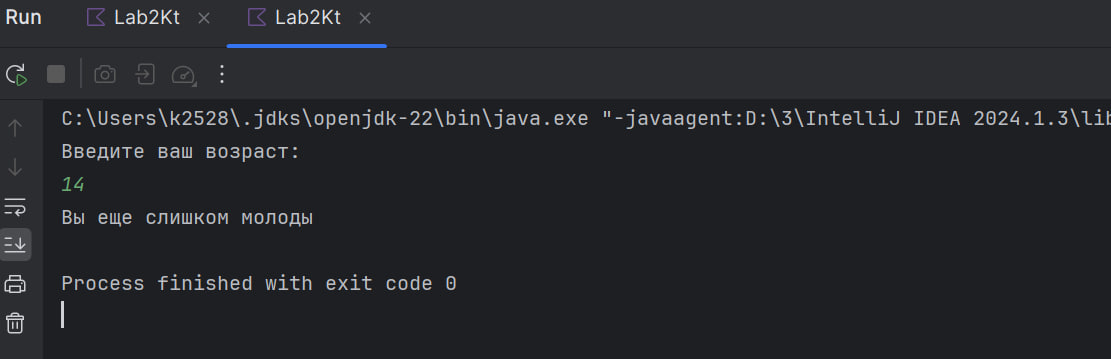 Run Lab2Kt Lab2Kt
C:\Users\k2528\.jdks\openjdk-22\bin\java.exe "-javaagent:D:\3\IntelliJ IDEA 2024.1.3\lib
Введите ваш возраст:
14
Вы еще слишком молоды
Process finished with exit code 0